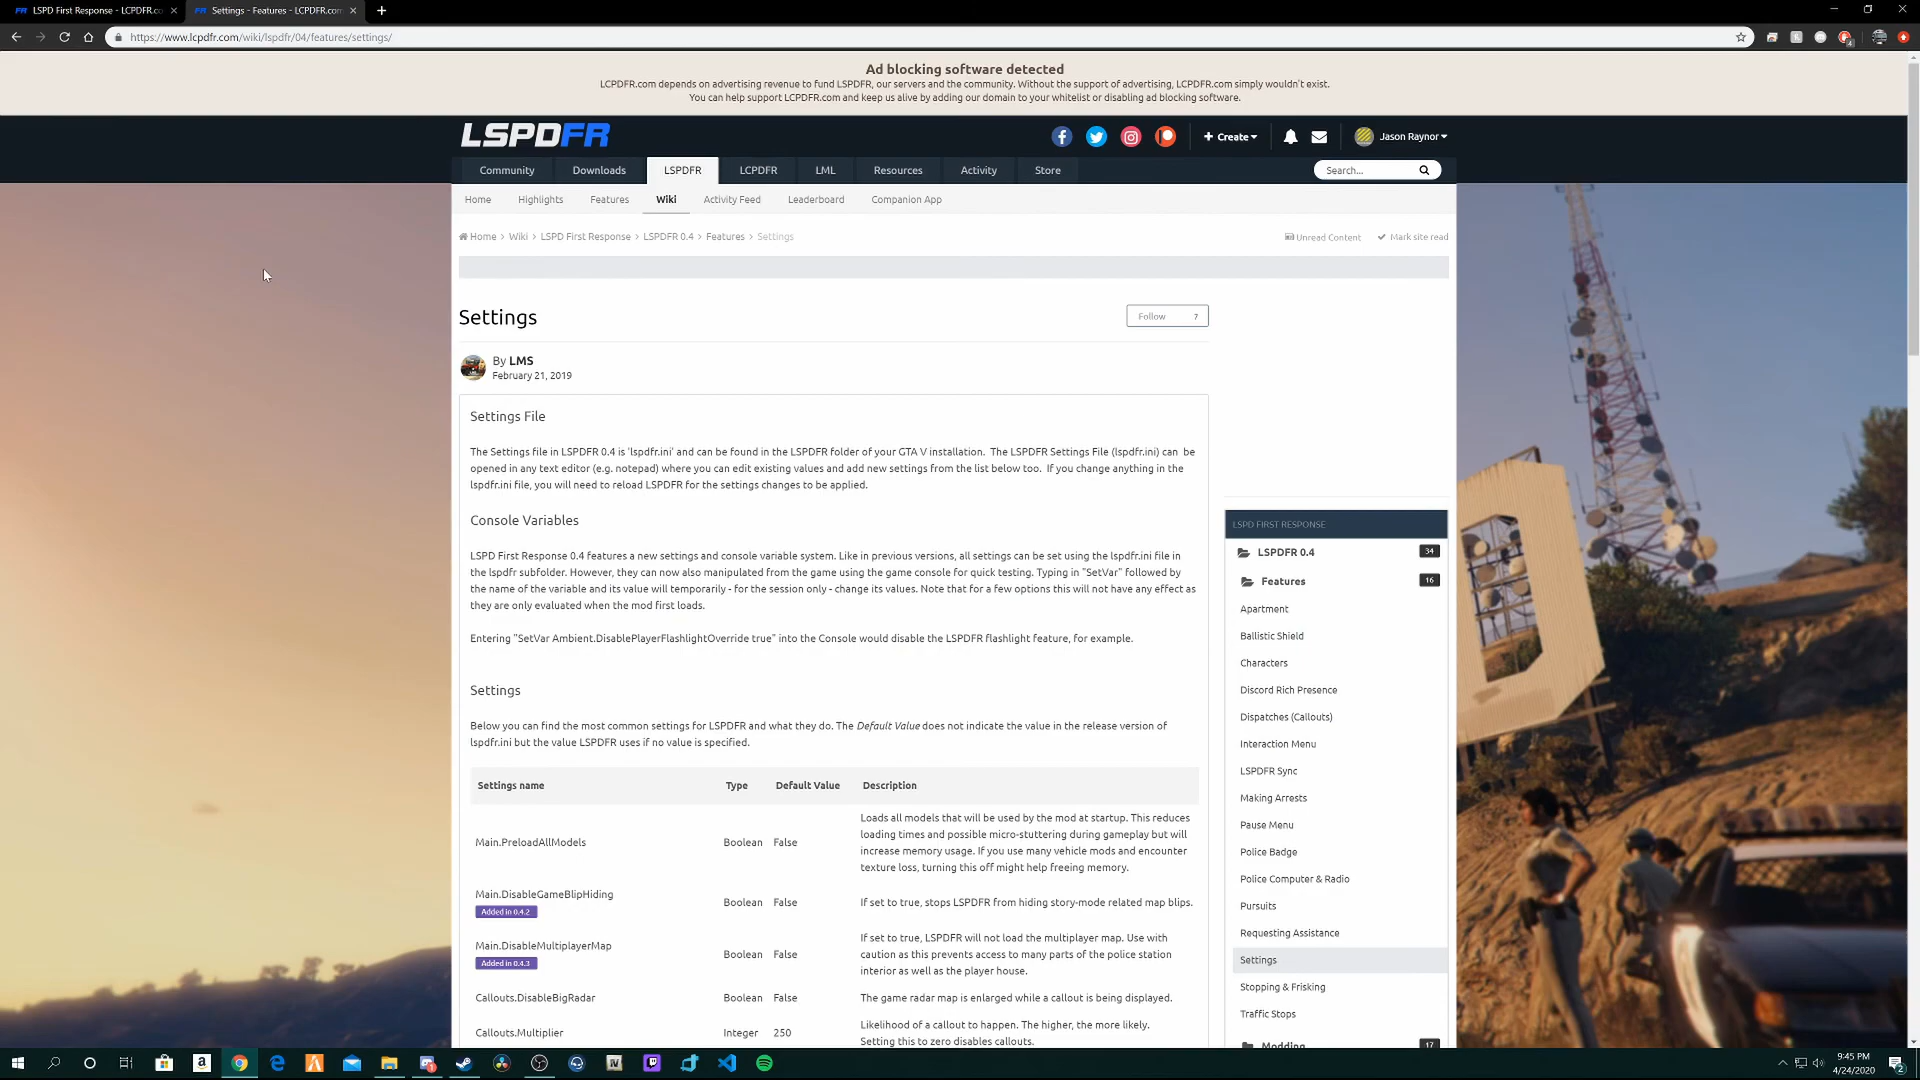 LSPD First Response - LCPDFR.co
Settings - Features - LCPDFR.com
https://www.lcpdfr.com/wiki/lspdfr/04/features/settings/
Ad blocking software detected
LCPDFR.com depends on advertising revenue to fund LSPDFR, our servers and the community. Without the support of advertising, LCPDFR.com simply wouldn't exist.
You can help support LCPDFR.com and keep us alive by adding our domain to your whitelist or disabling ad blocking software.
LSPDFR
Create
Jason Raynor
Community Downloads LSPDFR LCPDFR LML Resources Activity Store
Search...
Home Highlights Features Wiki Activity Feed Leaderboard Companion App
Home > Wiki > LSPD First Response > LSPDFR 0.4 > Features > Settings
Unread Content Mark site read
Settings
Follow 7
By LMS
February 21, 2019
Settings File
The Settings file in LSPDFR 0.4 is 'lspdfr.ini' and can be found in the LSPDFR folder of your GTA V installation. The LSPDFR Settings File (lspdfr.ini) can be
opened in any text editor (e.g. notepad) where you can edit existing values and add new settings from the list below too. If you change anything in the
lspdfr.ini file, you will need to reload LSPDFR for the settings changes to be applied.
Console Variables
LSPD First Response 0.4 features a new settings and console variable system. Like in previous versions, all settings can be set using the lspdfr.ini file in
the lspdfr subfolder. However, they can now also manipulated from the game using the game console for quick testing. Typing in "SetVar" followed by
the name of the variable and its value will temporarily - for the session only - change its values. Note that for a few options this will not have any effect as
they are only evaluated when the mod first loads.
Entering "SetVar Ambient.DisablePlayerFlashlightOverride true" into the Console would disable the LSPDFR flashlight feature, for example.
Settings
Below you can find the most common settings for LSPDFR and what they do. The Default Value does not indicate the value in the release version of
lspdfr.ini but the value LSPDFR uses if no value is specified.
Settings name Type Default Value Description
Main.PreloadAllModels Boolean False
Loads all models that will be used by the mod at startup. This reduces
loading times and possible micro-stuttering during gameplay but will
increase memory usage. If you use many vehicle mods and encounter
texture loss, turning this off might help freeing memory.
Main.DisableGameBlipHiding
Added in 0.4.2
Boolean False If set to true, stops LSPDFR from hiding story-mode related map blips.
Main.DisableMultiplayerMap
Added in 0.4.3
Boolean False
If set to true, LSPDFR will not load the multiplayer map. Use with
caution as this prevents access to many parts of the police station
interior as well as the player house.
Callouts.DisableBigRadar Boolean False The game radar map is enlarged while a callout is being displayed.
Callouts.Multiplier Integer 250
Likelihood of a callout to happen. The higher, the more likely.
Setting this to zero disables callouts.
LSPD FIRST RESPONSE
LSPDFR 0.4 34
Features 16
Apartment
Ballistic Shield
Characters
Discord Rich Presence
Dispatches (Callouts)
Interaction Menu
LSPDFR Sync
Making Arrests
Pause Menu
Police Badge
Police Computer & Radio
Pursuits
Requesting Assistance
Settings
Stopping & Frisking
Traffic Stops
Modding 17
9:45 PM
4/24/2020